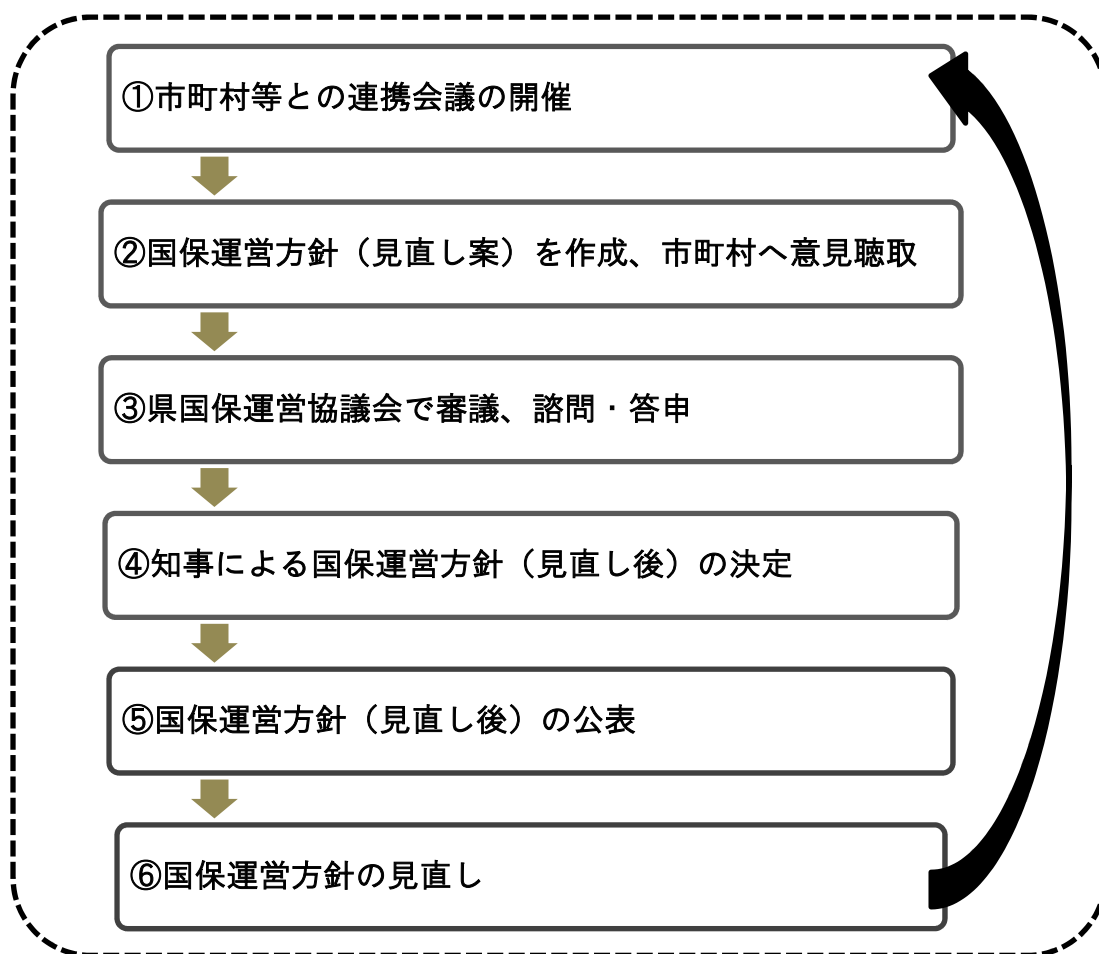 ①市町村等との連携会議の開催
②国保運営方針（見直し案）を作成、市町村へ意見聴取
③県国保運営協議会で審議、諮問・答申
④知事による国保運営方針（見直し後）の決定
⑤国保運営方針（見直し後）の公表
⑥国保運営方針の見直し